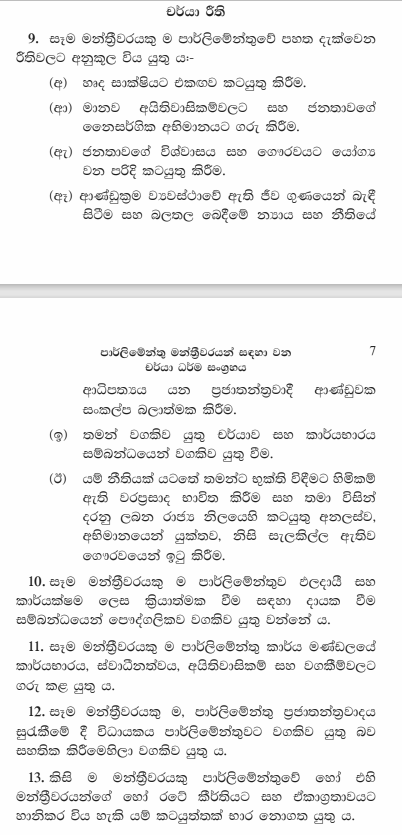 චර්යා රීති
9. සෑම මන්ත්‍රීවරයකු ම පාර්ලිමේන්තුවේ පහත දැක්වෙන
රීතිවලට අනුකූල විය යුතු ය:-
(අ) හෘද සාක්ෂියට එකඟව කටයුතු කිරීම.
(ආ) මානව අයිතිවාසිකම්වලට සහ ජනතාවගේ
නෛසර්ගික අභිමානයට ගරු කිරීම.
(ඇ) ජනතාවගේ විශ්වාසය සහ ගෞරවයට යෝග්‍ය
වන පරිදි කටයුතු කිරීම.
(ඈ) ආණ්ඩුක්‍රම ව්‍යවස්ථාවේ ඇති ජීව ගුණයෙන් බැඳී
සිටීම සහ බලතල බෙදීමේ න්‍යාය සහ නීතියේ
පාර්ලිමේන්තු මන්ත්‍රීවරයන් සඳහා වන 7
චර්යා ධර්ම සංග්‍රහය
ආධිපත්‍යය යන ප්‍රජාතන්ත්‍රවාදී ආණ්ඩුවක
සංකල්ප බලාත්මක කිරීම.
(ඉ) තමන් වගකිව යුතු චර්යාව සහ කාර්යභාරය
සම්බන්ධයෙන් වගකිව යුතු වීම.
(ඊ) යම් නීතියක් යටතේ තමන්ට භුක්ති විඳීමට හිමිකම්
ඇති වරප්‍රසාද භාවිත කිරීම සහ තමා විසින්
දරනු ලබන රාජ්‍ය නිලයෙහි කටයුතු අනලස්ව,
අභිමානයෙන් යුක්තව, නිසි සැලකිල්ල ඇතිව
ගෞරවයෙන් ඉටු කිරීම.
10. සෑම මන්ත්‍රීවරයකු ම පාර්ලිමේන්තුව ඵලදායී සහ
කාර්යක්ෂම ලෙස ක්‍රියාත්මක වීම සඳහා දායක වීම
සම්බන්ධයෙන් පෞද්ගලිකව වගකිව යුතු වන්නේ ය.
11. සෑම මන්ත්‍රීවරයකු ම පාර්ලිමේන්තු කාර්ය මණ්ඩලයේ
කාර්යභාරය, ස්වාධීනත්වය, අයිතිවාසිකම් සහ වගකීම්වලට
ගරු කළ යුතු ය.
12. සෑම මන්ත්‍රීවරයකු ම, පාර්ලිමේන්තු ප්‍රජාතන්ත්‍රවාදය
සුරැකීමේ දී විධායකය පාර්ලිමේන්තුවට වගකිව යුතු බව
සහතික කිරීමෙහිලා වගකිව යුතු ය.
13. කිසි ම මන්ත්‍රීවරයකු පාර්ලිමේන්තුවේ හෝ එහි
මන්ත්‍රීවරයන්ගේ හෝ රටේ කීර්තියට සහ ඒකාග්‍රතාවයට
හානිකර විය හැකි යම් කටයුත්තක් භාර නොගත යුතු ය.